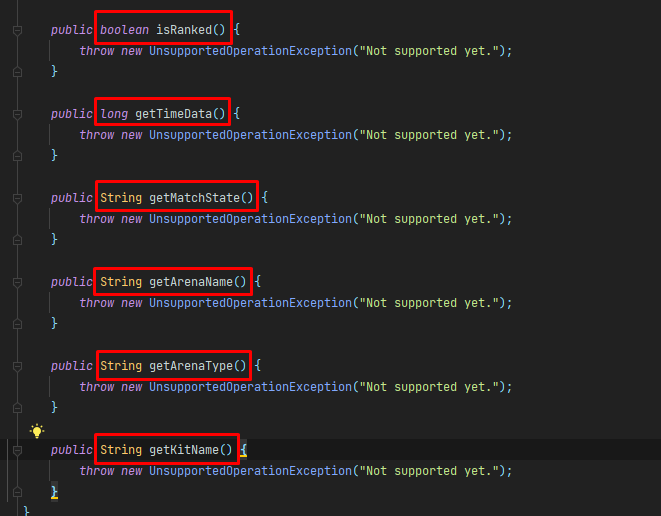 public boolean isRanked() {
throw new UnsupportedOperationException("Not supported yet.");
}
public long getTimeData() {
throw new UnsupportedOperationException("Not supported yet.");
}
public String getMatchState() {
throw new UnsupportedOperationException("Not supported yet.");
}
public String getArenaName() {
throw new UnsupportedOperationException("Not supported yet.");
}
public String getArenaType() {
throw new UnsupportedOperationException("Not supported yet.");
}
public String getKitName() {
throw new UnsupportedOperationException("Not supported yet.");
}
}